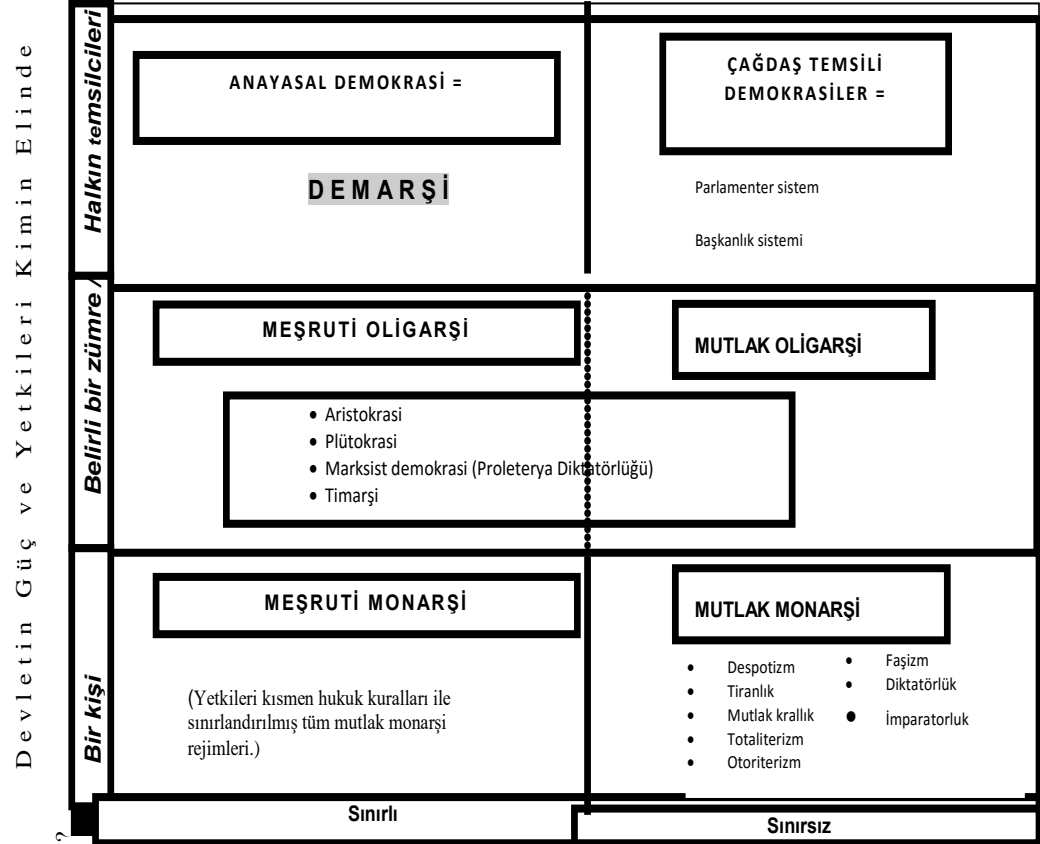 Devletin Güç ve Yetkileri Kimin Elinde
?
Halkın temsilcileri
ANAYASAL DEMOKRASİ =
DEMARŞİ
ÇAĞDAŞ TEMSİLİ
DEMOKRASİLER =
Parlamenter sistem
Başkanlık sistemi
Belirli bir zümre /
MEŞRUTİ OLİGARŞİ
MUTLAK OLİGARŞİ
• Aristokrasi
• Plütokrasi
• Marksist demokrasi (Proleterya Diktatörlüğü)
• Timarşi
Bir kişi
MEŞRUTİ MONARŞİ
(Yetkileri kısmen hukuk kuralları ile
sınırlandırılmış tüm mutlak monarşi
rejimleri.)
MUTLAK MONARŞİ
• Despotizm
• Tiranlık
• Mutlak krallık
• Totaliterizm
• Otoriterizm
• Faşizm
• Diktatörlük
• İmparatorluk
Sınırlı
Sınırsız